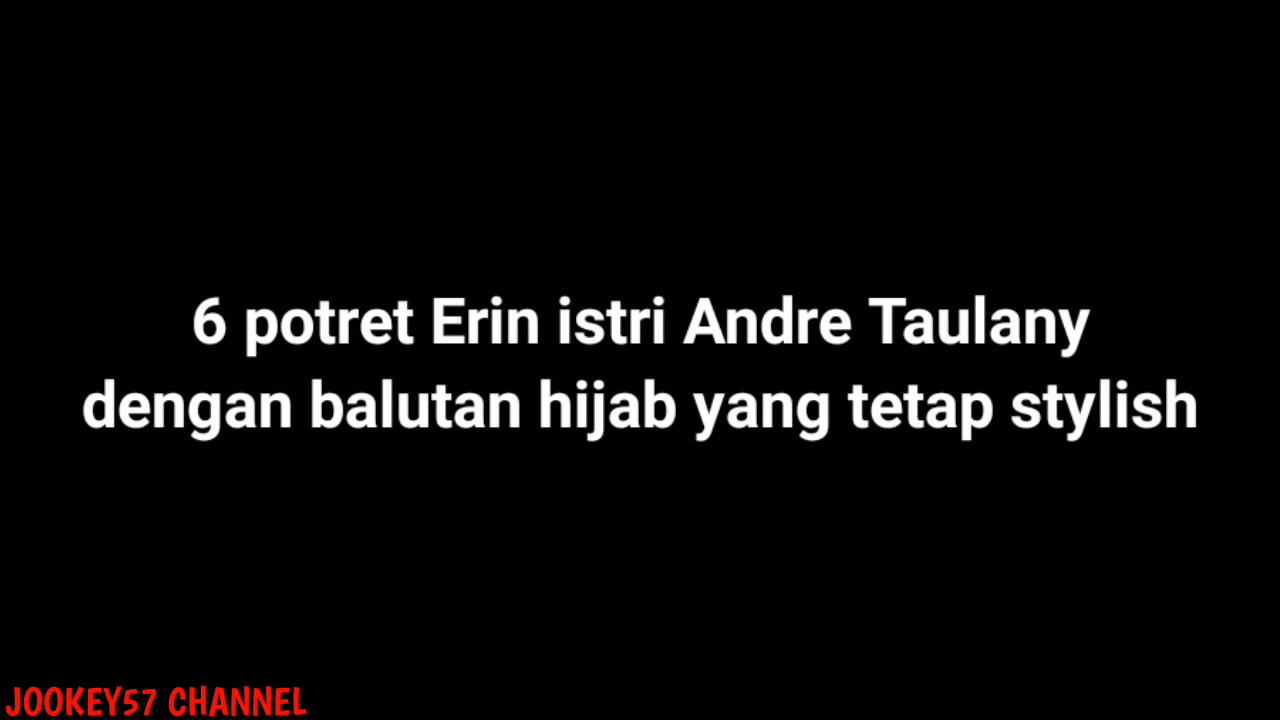 6 potret Erin istri Andre Taulany
dengan balutan hijab yang tetap stylish
JOOKEY57 CHANNEL